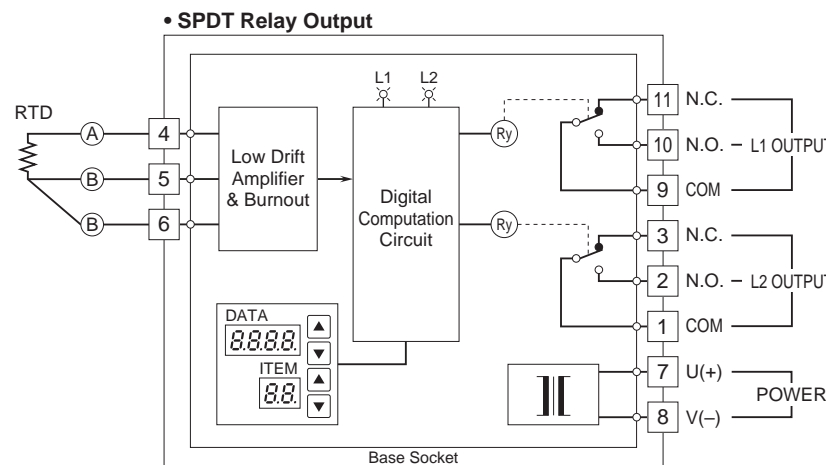 • SPDT Relay Output
L1 L2
RTD
A 4
B 5
B 6
Low Drift
Amplifier
& Burnout
Digital
Computation
Circuit
Ry
Ry
11 N.C.
10 N.O.
9 COM
L1 OUTPUT
3 N.C.
2 N.O.
1 COM
L2 OUTPUT
7 U(+)
8 V(–)
POWER
DATA
8.8.8.8.
ITEM
8.8.
Base Socket